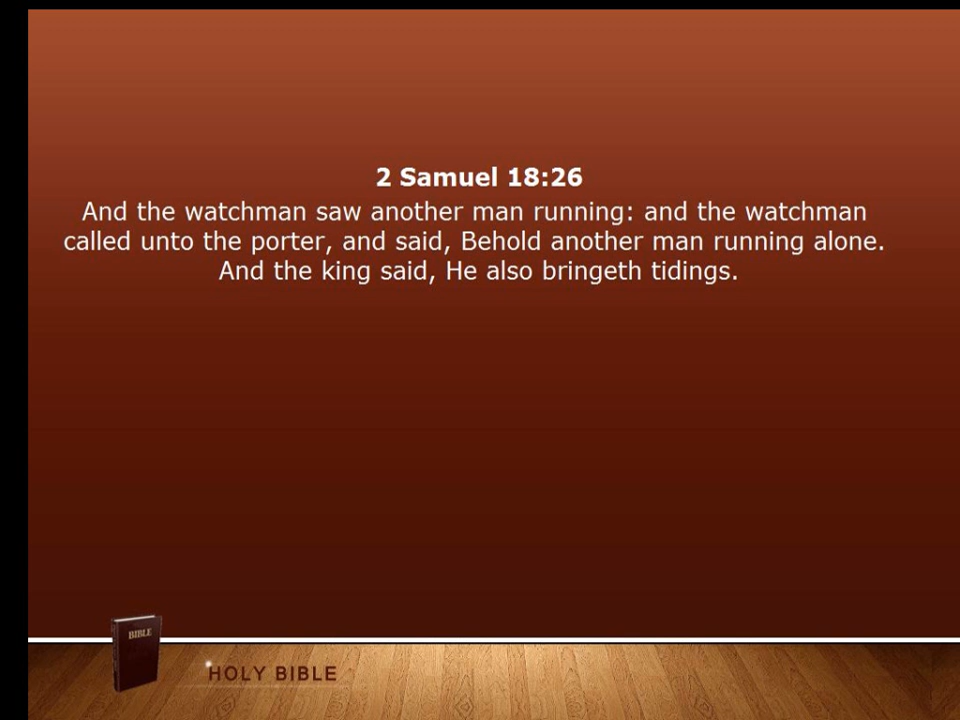 2 Samuel 18:26
And the watchman saw another man running: and the watchman
called unto the porter, and said, Behold another man running alone.
And the king said, He also bringeth tidings.
BIBLE
HOLY BIBLE